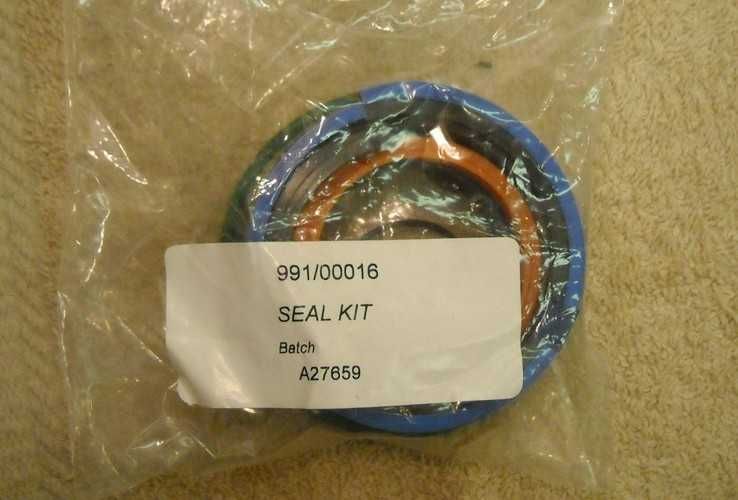 991/00016
SEAL KIT
Batch
A27659